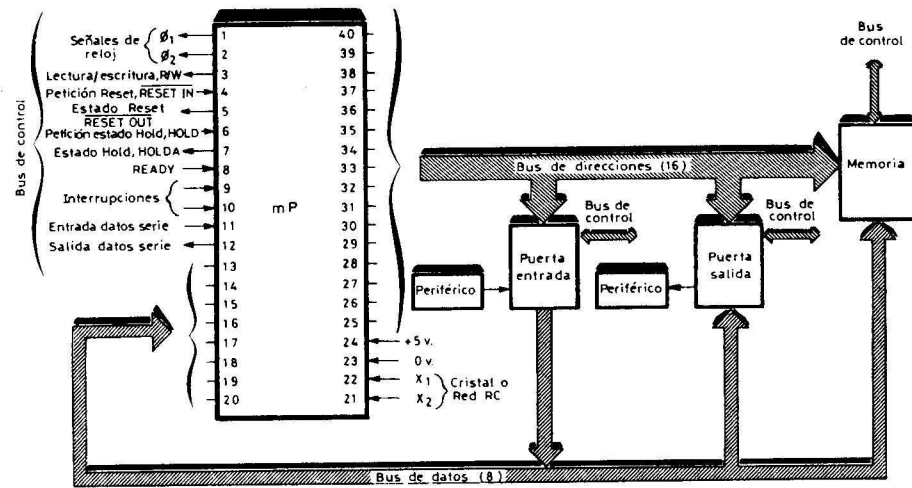 Bus de control
Señales de reloj
Ø1
Ø2
Lectura/escritura, R/W
Petición Reset, RESET IN
Estado Reset
RESET OUT
Petición estado Hold, HOLD
Estado Hold, HOLDA
READY
Interrupciones
Entrada datos serie
Salida datos serie
1
2
3
4
5
6
7
8
9
10
11
12
13
14
15
16
17
18
19
20
mP
40
39
38
37
36
35
34
33
32
31
30
29
28
27
26
25
24
23
22
21
+5 v.
0 v.
X1
X2
Cristal o
Red RC
Bus de direcciones (16)
Bus
de control
Memoria
Bus de
control
Puerta
entrada
Periférico
Bus de
control
Puerta
salida
Periférico
Bus de datos (8)